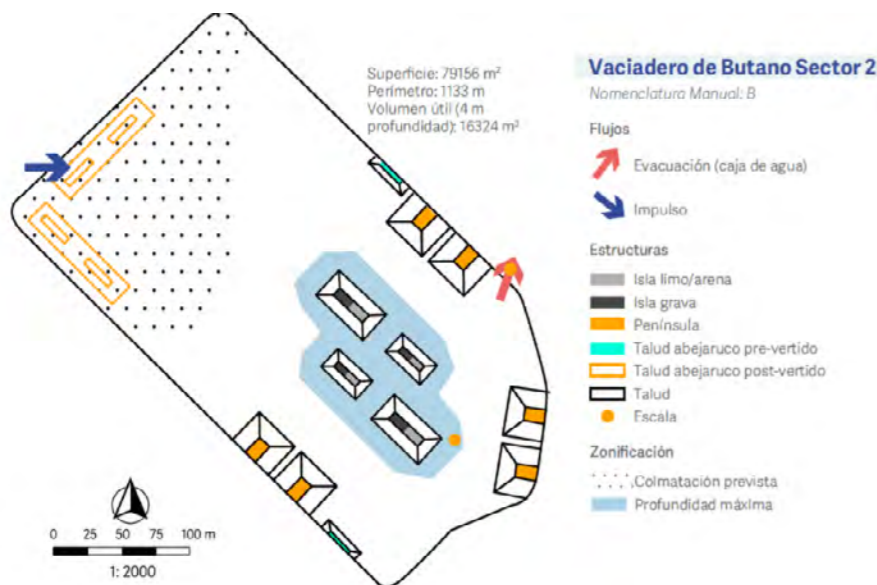 Superficie: 79156 m²
Perímetro: 1133 m
Volumen útil (4 m
profundidad): 16324 m²
Vaciadero de Butano Sector 2
Nomenclatura Manual: B
Flujos
Evacuación (caja de agua)
Impulso
Estructuras
Isla limo/arena
Isla grava
Península
Talud abejaruco pre-vertido
Talud abejaruco post-vertido
Talud
Escala
Zonificación
Colmatación prevista
Profundidad máxima
0 25 50 75 100 m
1: 2000